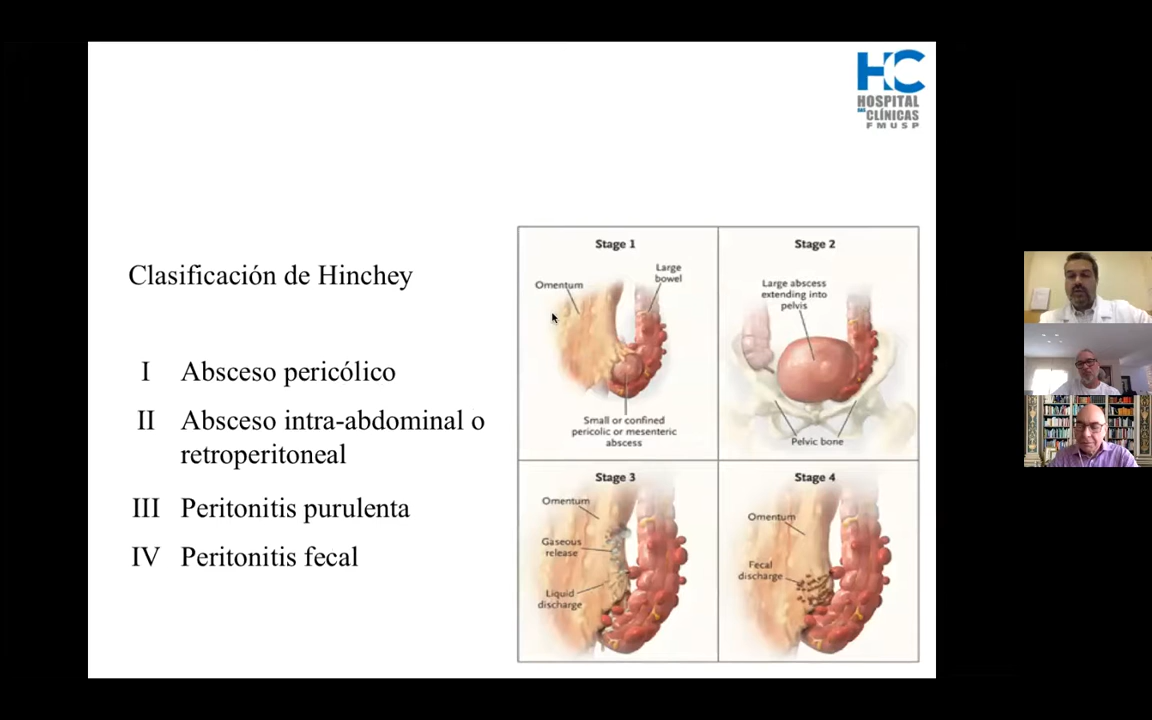 HC
HOSPITAL
DAS CLÍNICAS
FMUSP
Clasificación de Hinchey
I Absceso pericólico
II Absceso intra-abdominal o
retroperitoneal
III Peritonitis purulenta
IV Peritonitis fecal
Stage 1
Omentum
Large
bowel
Small or confined
pericolic or mesenteric
abscess
Stage 2
Large abscess
extending into
pelvis
Pelvic bone
Stage 3
Omentum
Gaseous
release
Liquid
discharge
Stage 4
Omentum
Fecal
discharge